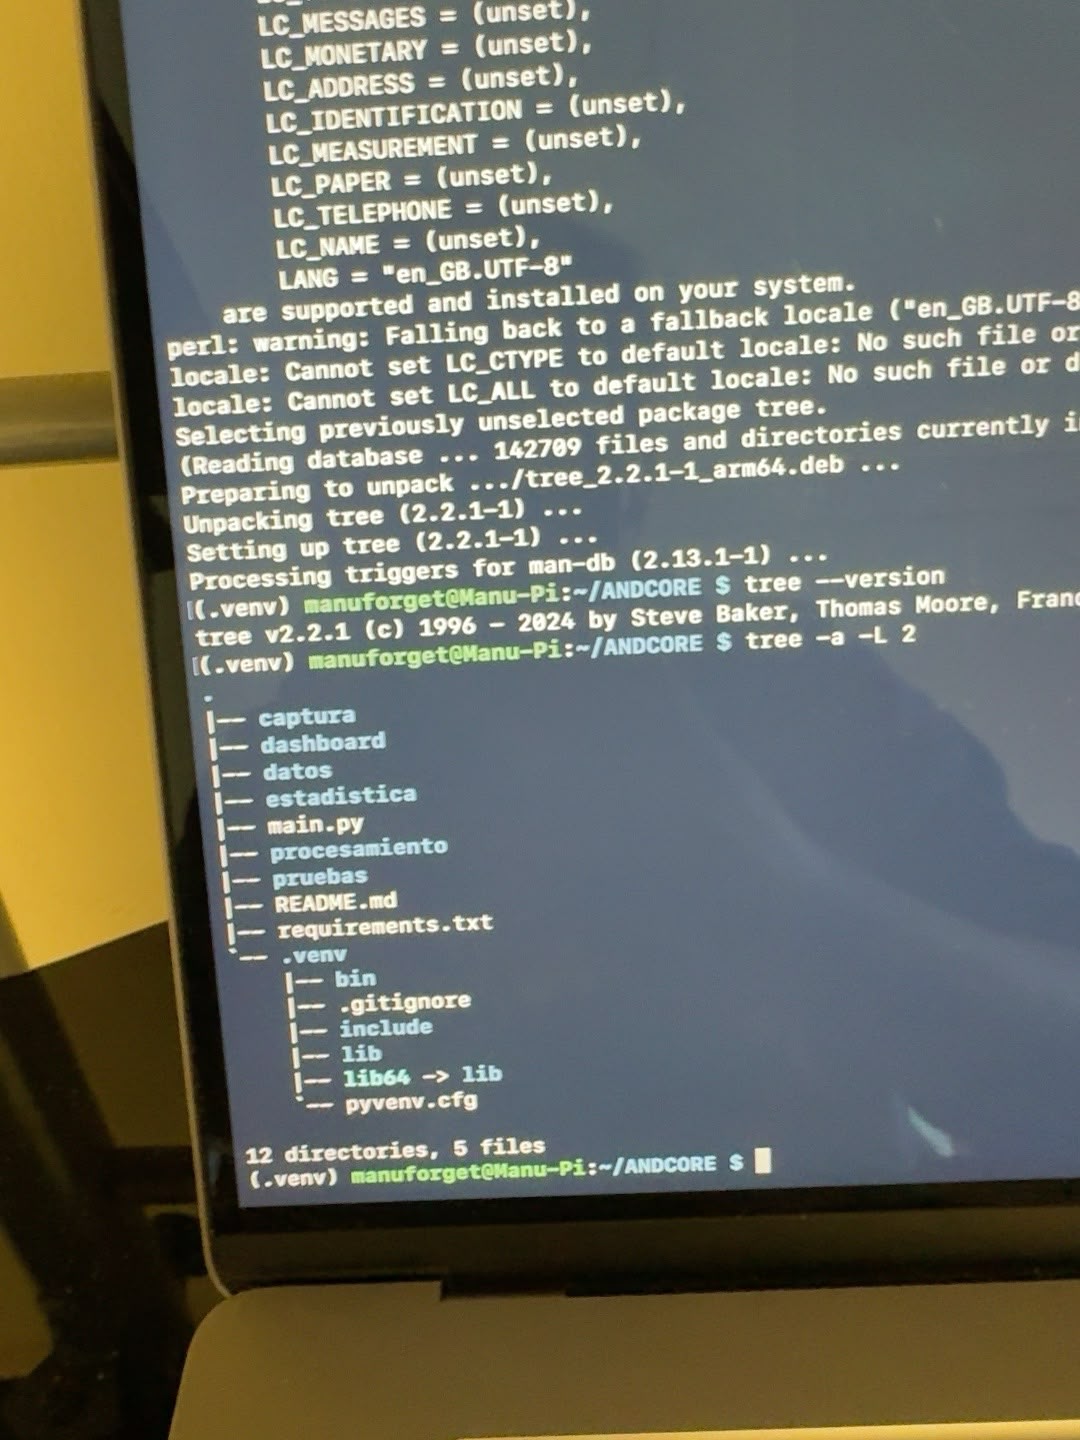 LC_MESSAGES = (unset),
LC_MONETARY = (unset),
LC_ADDRESS = (unset),
LC_IDENTIFICATION = (unset),
LC_MEASUREMENT = (unset),
LC_PAPER = (unset),
LC_TELEPHONE = (unset),
LC_NAME = (unset),
LANG = "en_GB.UTF-8"
are supported and installed on your system.
perl: warning: Falling back to a fallback locale ("en_GB.UTF-8
locale: Cannot set LC_CTYPE to default locale: No such file or
locale: Cannot set LC_ALL to default locale: No such file or d
Selecting previously unselected package tree.
(Reading database ... 142709 files and directories currently i
Preparing to unpack .../tree_2.2.1-1_arm64.deb ...
Unpacking tree (2.2.1-1) ...
Setting up tree (2.2.1-1) ...
Processing triggers for man-db (2.13.1-1) ...
[(.venv) manuforget@Manu-Pi:~/ANDCORE $ tree --version
tree v2.2.1 (c) 1996 - 2024 by Steve Baker, Thomas Moore, Franc
[(.venv) manuforget@Manu-Pi:~/ANDCORE $ tree -a -L 2
.
|-- captura
|-- dashboard
|-- datos
|-- estadistica
|-- main.py
|-- procesamiento
|-- pruebas
|-- README.md
|-- requirements.txt
`-- .venv
    |-- bin
    |-- .gitignore
    |-- include
    |-- lib
    |-- lib64 -> lib
    `-- pyvenv.cfg
12 directories, 5 files
(.venv) manuforget@Manu-Pi:~/ANDCORE $